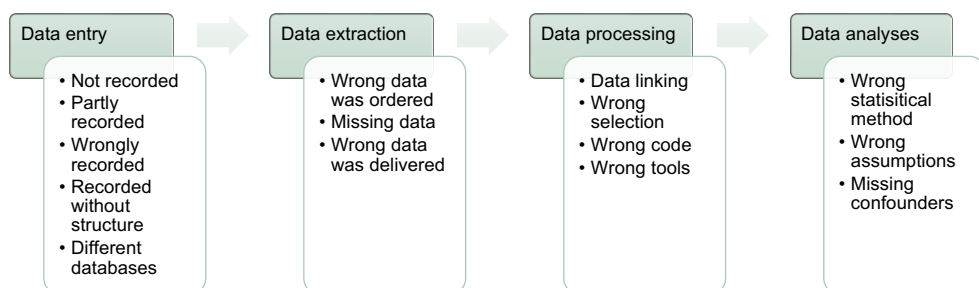 Data entry
• Not recorded
• Partly
recorded
• Wrongly
recorded
• Recorded
without
structure
• Different
databases
Data extraction
• Wrong data
was ordered
• Missing data
• Wrong data
was delivered
Data processing
• Data linking
• Wrong
selection
• Wrong code
• Wrong tools
Data analyses
• Wrong
statisitical
method
• Wrong
assumptions
• Missing
confounders